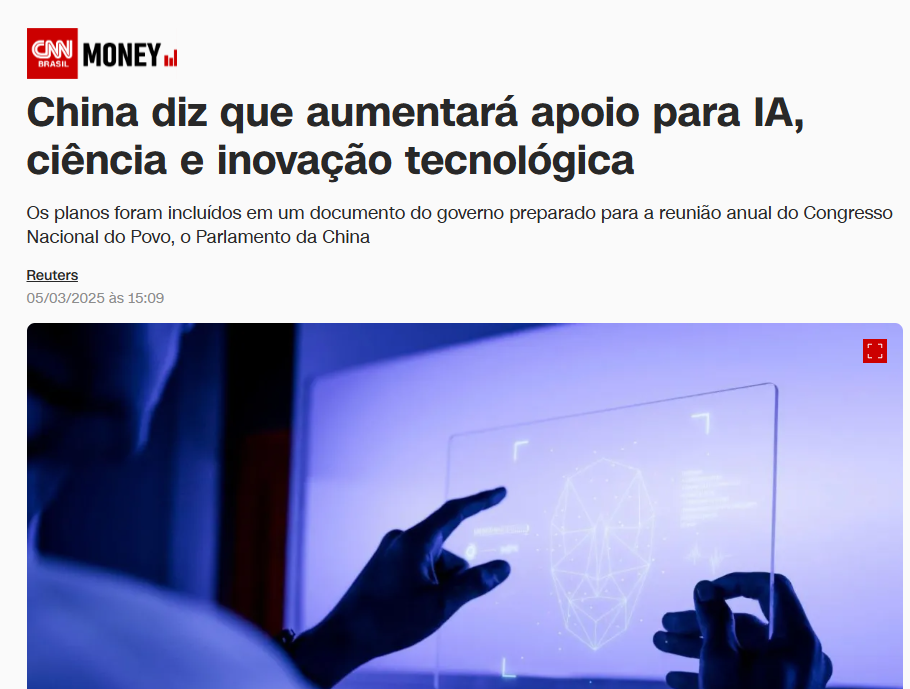 CNN
BRASIL
MONEY
China diz que aumentará apoio para IA,
ciência e inovação tecnológica
Os planos foram incluídos em um documento do governo preparado para a reunião anual do Congresso
Nacional do Povo, o Parlamento da China
Reuters
05/03/2025 às 15:09